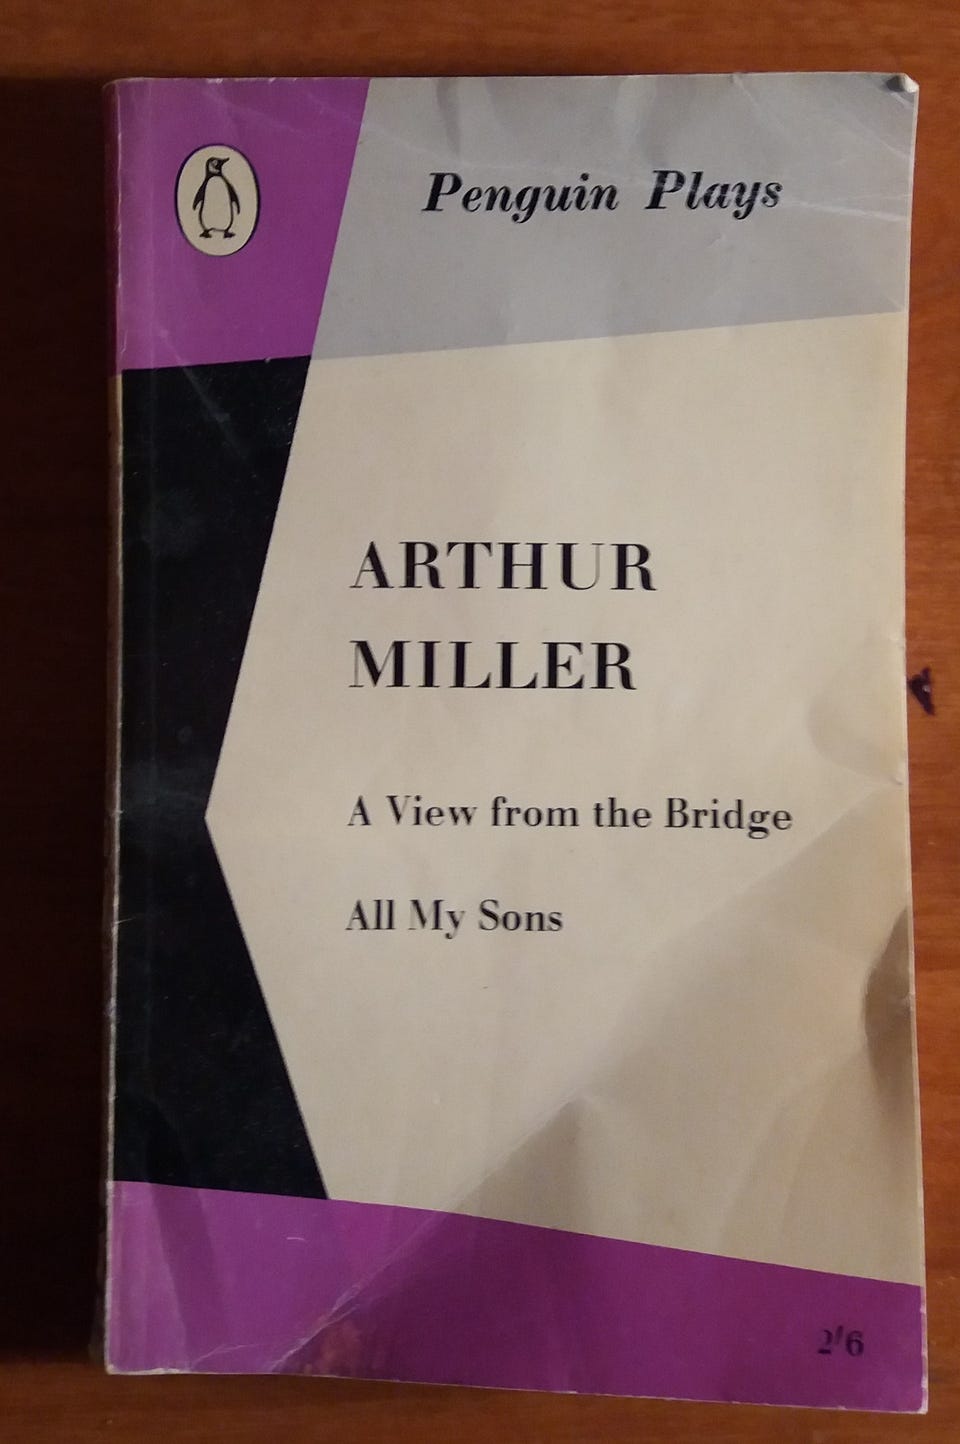 Penguin Plays
ARTHUR
MILLER
A View from the Bridge
All My Sons
2'6